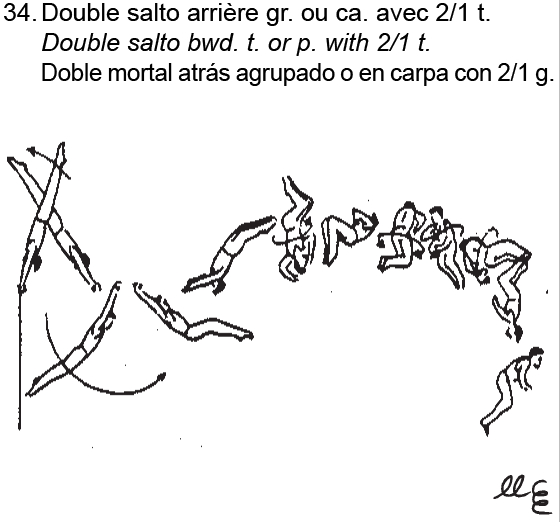 34. Double salto arrière gr. ou ca. avec 2/1 t.
Double salto bwd. t. or p. with 2/1 t.
Doble mortal atrás agrupado o en carpa con 2/1 g.